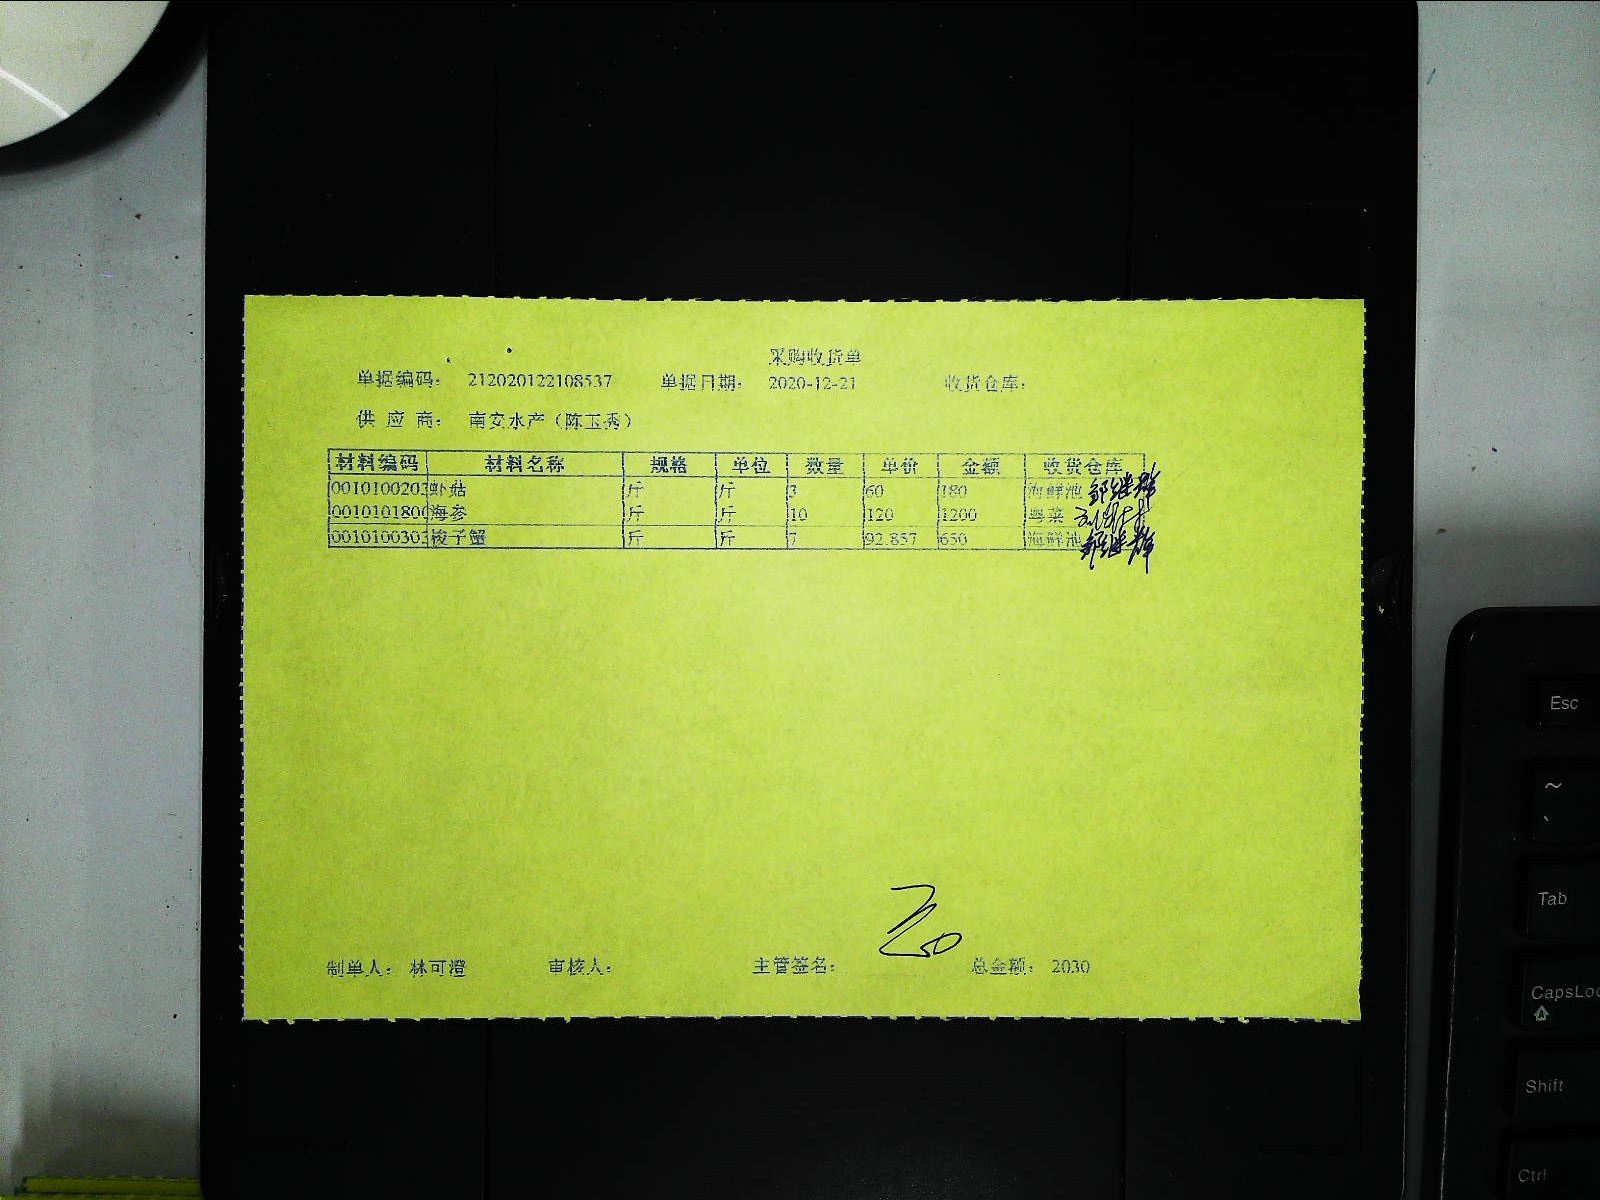 采购收货单
单据编码： 212020122108537 单据日期： 2020-12-21 收货仓库：
供 应 商： 南安水产（陈玉秀）
材料编码 材料名称 规格 单位 数量 单价 金额 收货仓库
0010100203 虾菇 斤 斤 3 60 180 海鲜池
001010180 海参 斤 斤 10 120 1200 粤菜
0010100303 梭子蟹 斤 斤 7 92.857 650 海鲜池
制单人： 林可澄 审核人： 主管签名： 总金额： 2030
Esc
~
`
Tab
CapsLoc
Shift
Ctrl